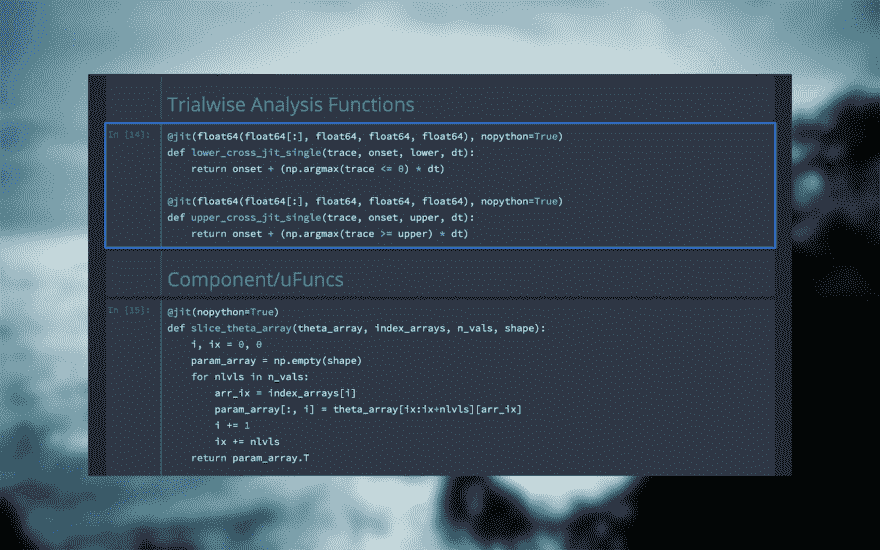 Trialwise Analysis Functions
In [14]:
@jit(float64(float64[:], float64, float64, float64), nopython=True)
def lower_cross_jit_single(trace, onset, lower, dt):
    return onset + (np.argmax(trace <= 0) * dt)
@jit(float64(float64[:], float64, float64, float64), nopython=True)
def upper_cross_jit_single(trace, onset, upper, dt):
    return onset + (np.argmax(trace >= upper) * dt)
Component/uFuncs
In [15]:
@jit(nopython=True)
def slice_theta_array(theta_array, index_arrays, n_vals, shape):
    i, ix = 0, 0
    param_array = np.empty(shape)
    for nlvls in n_vals:
        arr_ix = index_arrays[i]
        param_array[:, i] = theta_array[ix:ix+nlvls][arr_ix]
        i += 1
        ix += nlvls
    return param_array.T